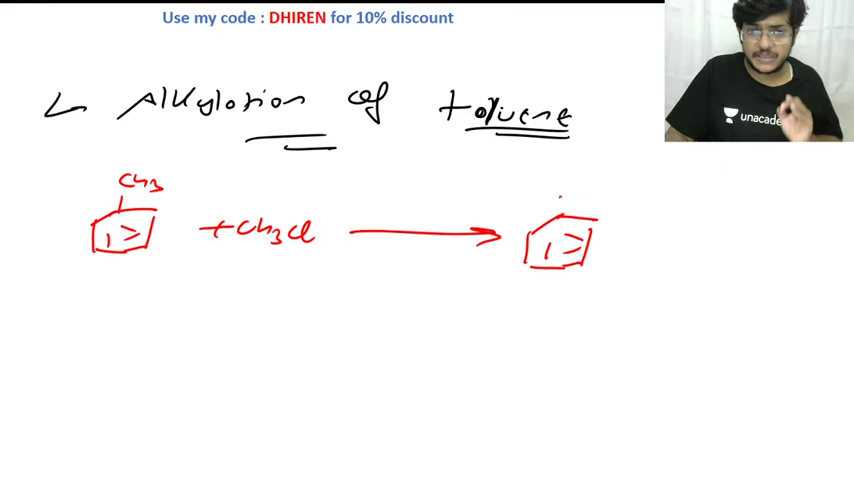 Use my code : DHIREN for 10% discount
unacade
Alkylation of toluene
CH3
+ CH3Cl